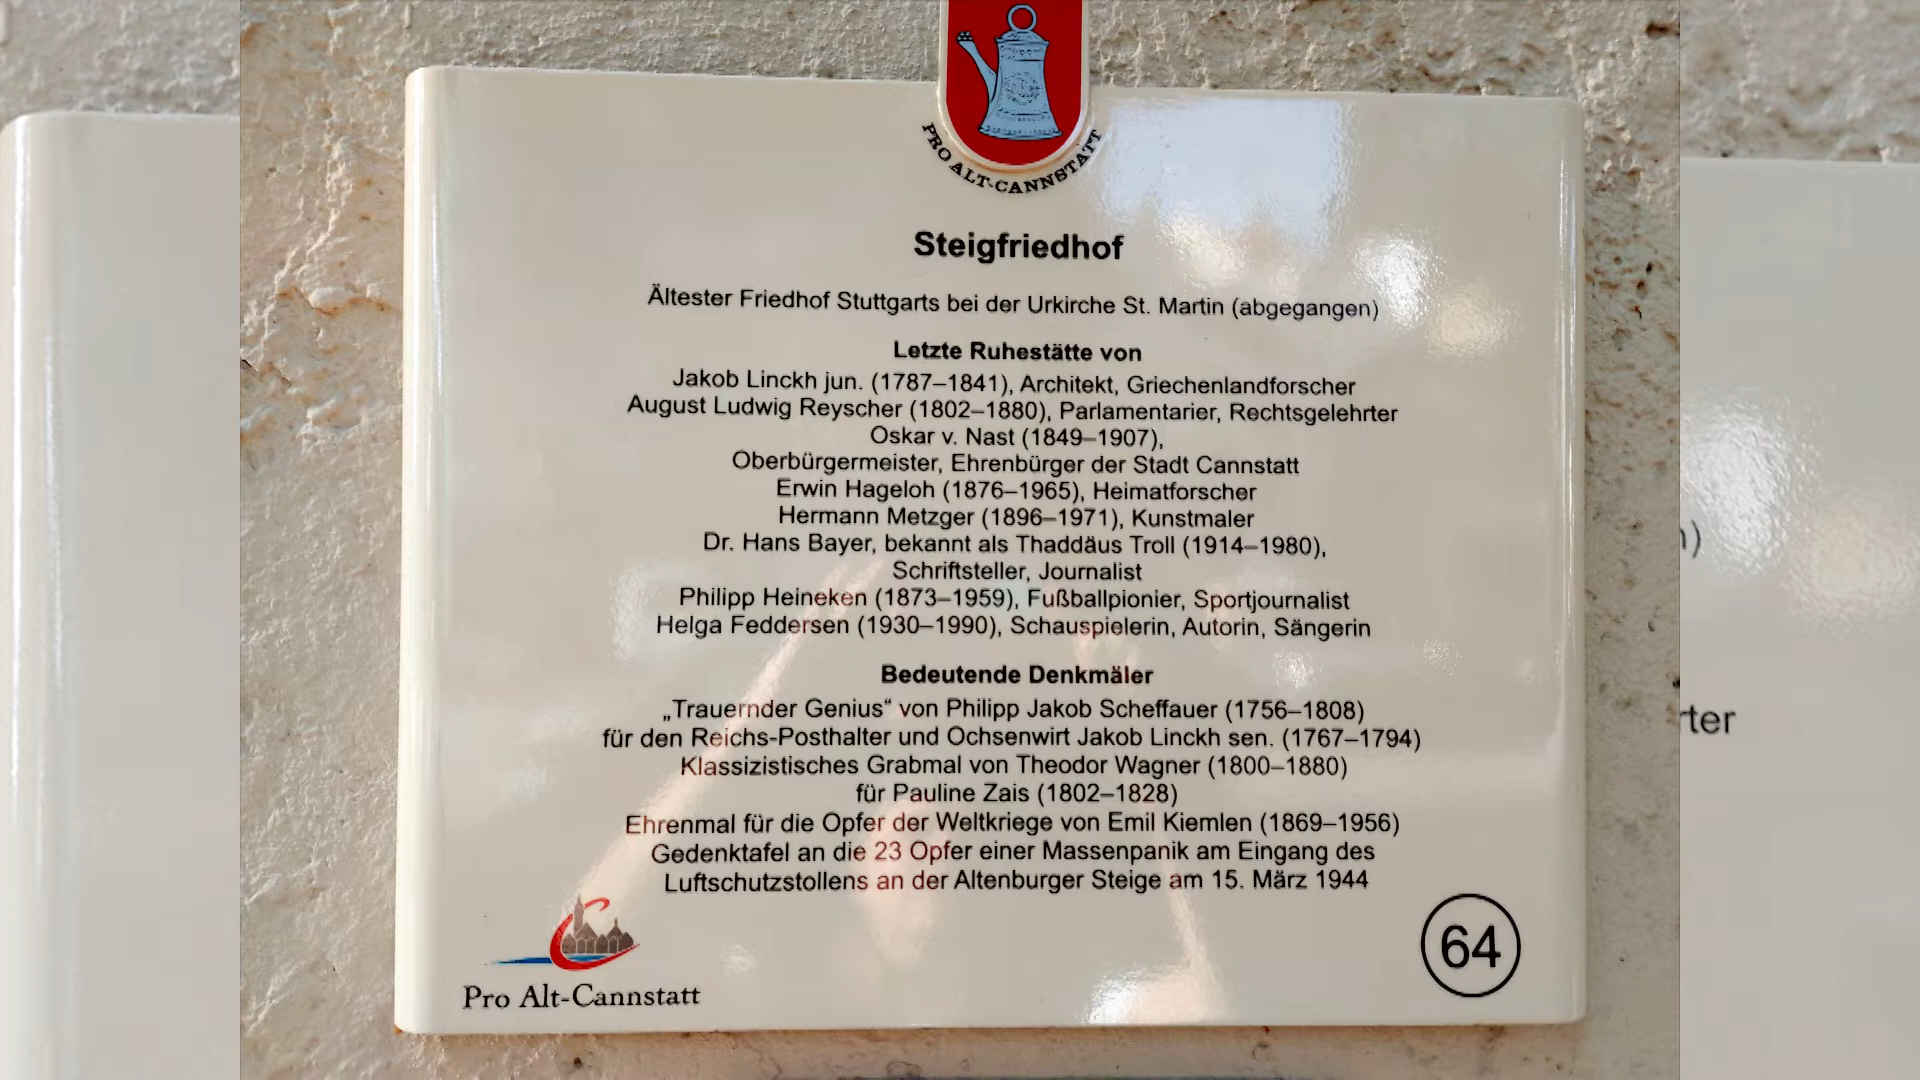 PRO ALT-CANNSTATT
Steigfriedhof
Ältester Friedhof Stuttgarts bei der Urkirche St. Martin (abgegangen)
Letzte Ruhestätte von
Jakob Linckh jun. (1787–1841), Architekt, Griechenlandforscher
August Ludwig Reyscher (1802–1880), Parlamentarier, Rechtsgelehrter
Oskar v. Nast (1849–1907),
Oberbürgermeister, Ehrenbürger der Stadt Cannstatt
Erwin Hageloh (1876–1965), Heimatforscher
Hermann Metzger (1896–1971), Kunstmaler
Dr. Hans Bayer, bekannt als Thaddäus Troll (1914–1980),
Schriftsteller, Journalist
Philipp Heineken (1873–1959), Fußballpionier, Sportjournalist
Helga Feddersen (1930–1990), Schauspielerin, Autorin, Sängerin
Bedeutende Denkmäler
„Trauernder Genius“ von Philipp Jakob Scheffauer (1756–1808)
für den Reichs-Posthalter und Ochsenwirt Jakob Linckh sen. (1767–1794)
Klassizistisches Grabmal von Theodor Wagner (1800–1880)
für Pauline Zais (1802–1828)
Ehrenmal für die Opfer der Weltkriege von Emil Kiemlen (1869–1956)
Gedenktafel an die 23 Opfer einer Massenpanik am Eingang des
Luftschutzstollens an der Altenburger Steige am 15. März 1944
64
Pro Alt-Cannstatt